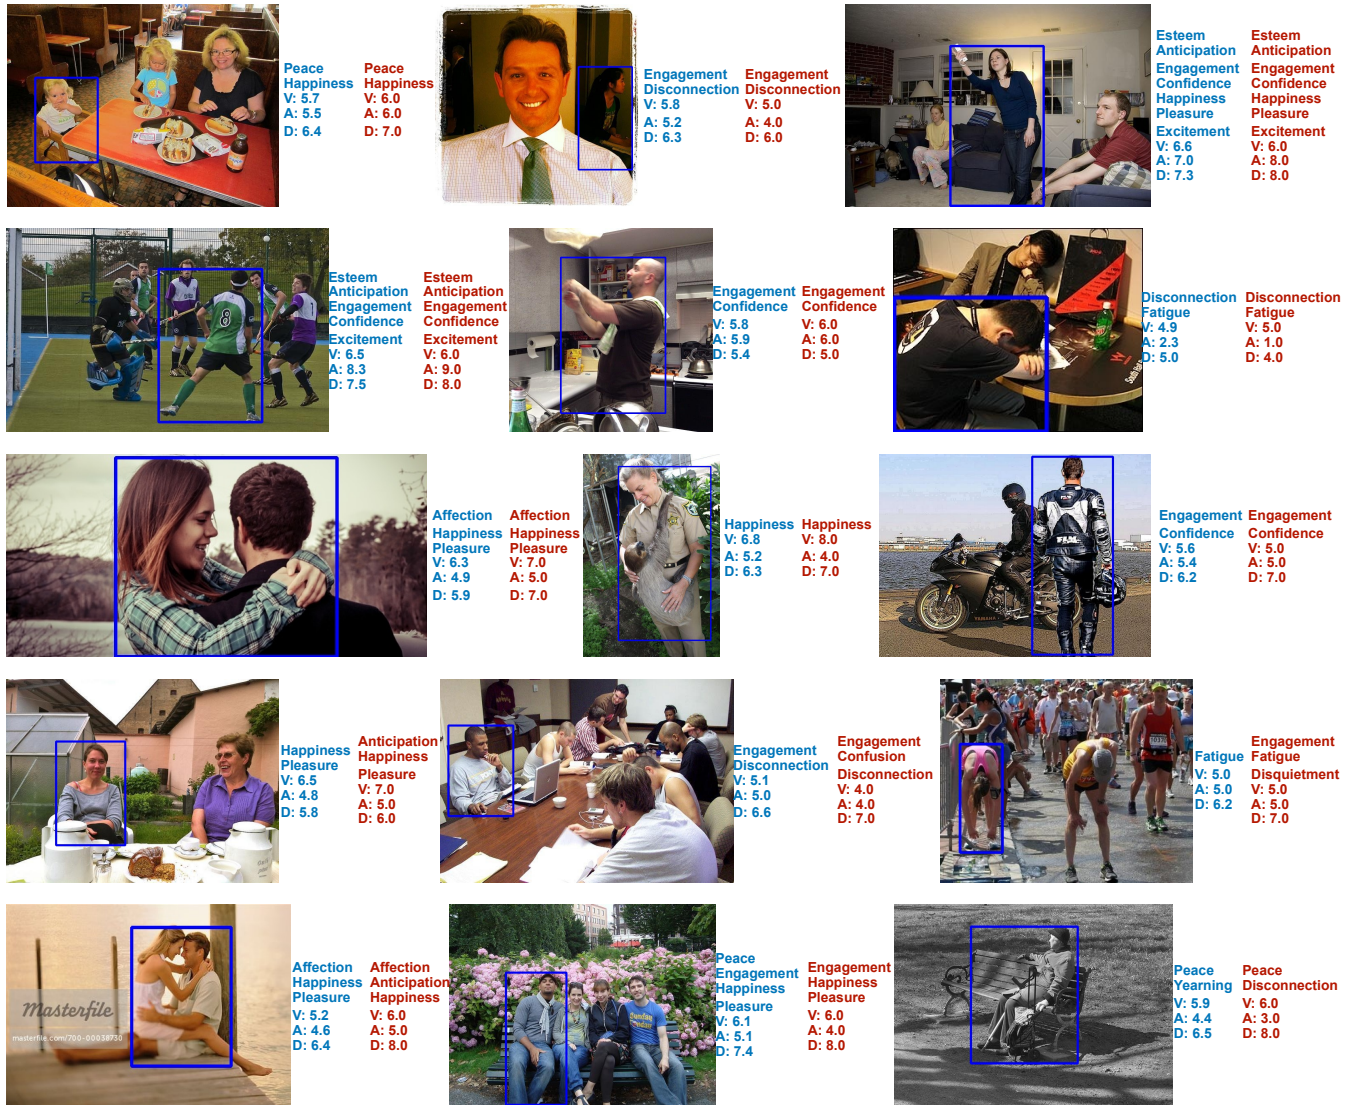 Peace
Happiness
V: 5.7
A: 5.5
D: 6.4
Peace
Happiness
V: 6.0
A: 6.0
D: 7.0
Engagement
Disconnection
V: 5.8
A: 5.2
D: 6.3
Engagement
Disconnection
V: 5.0
A: 4.0
D: 6.0
Esteem
Anticipation
Engagement
Confidence
Happiness
Pleasure
Excitement
V: 6.6
A: 7.0
D: 7.3
Esteem
Anticipation
Engagement
Confidence
Happiness
Pleasure
Excitement
V: 6.0
A: 8.0
D: 8.0
8
1
Esteem
Anticipation
Engagement
Confidence
Excitement
V: 6.5
A: 8.3
D: 7.5
Esteem
Anticipation
Engagement
Confidence
Excitement
V: 6.0
A: 9.0
D: 8.0
Engagement
Confidence
V: 5.8
A: 5.9
D: 5.4
Engagement
Confidence
V: 6.0
A: 6.0
D: 5.0
Disconnection
Fatigue
V: 4.9
A: 2.3
D: 5.0
Disconnection
Fatigue
V: 5.0
A: 1.0
D: 4.0
Affection
Happiness
Pleasure
V: 6.3
A: 4.9
D: 5.9
Affection
Happiness
Pleasure
V: 7.0
A: 5.0
D: 7.0
Happiness
V: 6.8
A: 5.2
D: 6.3
Happiness
V: 8.0
A: 4.0
D: 7.0
YAMAHA
Engagement
Confidence
V: 5.6
A: 5.4
D: 6.2
Engagement
Confidence
V: 5.0
A: 5.0
D: 7.0
Happiness
Pleasure
V: 6.5
A: 4.8
D: 5.8
Anticipation
Happiness
Pleasure
V: 7.0
A: 5.0
D: 6.0
Engagement
Disconnection
V: 5.1
A: 5.0
D: 6.6
Engagement
Confusion
Disconnection
V: 4.0
A: 4.0
D: 7.0
Fatigue
V: 5.0
A: 5.0
D: 6.2
Engagement
Fatigue
Disquietment
V: 5.0
A: 5.0
D: 7.0
Masterfile
masterfile.com/700-00038730
Affection
Happiness
Pleasure
V: 5.2
A: 4.6
D: 6.4
Affection
Anticipation
Happiness
V: 6.0
A: 5.0
D: 8.0
Peace
Engagement
Happiness
Pleasure
V: 6.1
A: 5.1
D: 7.4
Engagement
Happiness
Pleasure
V: 6.0
A: 4.0
D: 8.0
Peace
Yearning
V: 5.9
A: 4.4
D: 6.5
Peace
Disconnection
V: 6.0
A: 3.0
D: 8.0